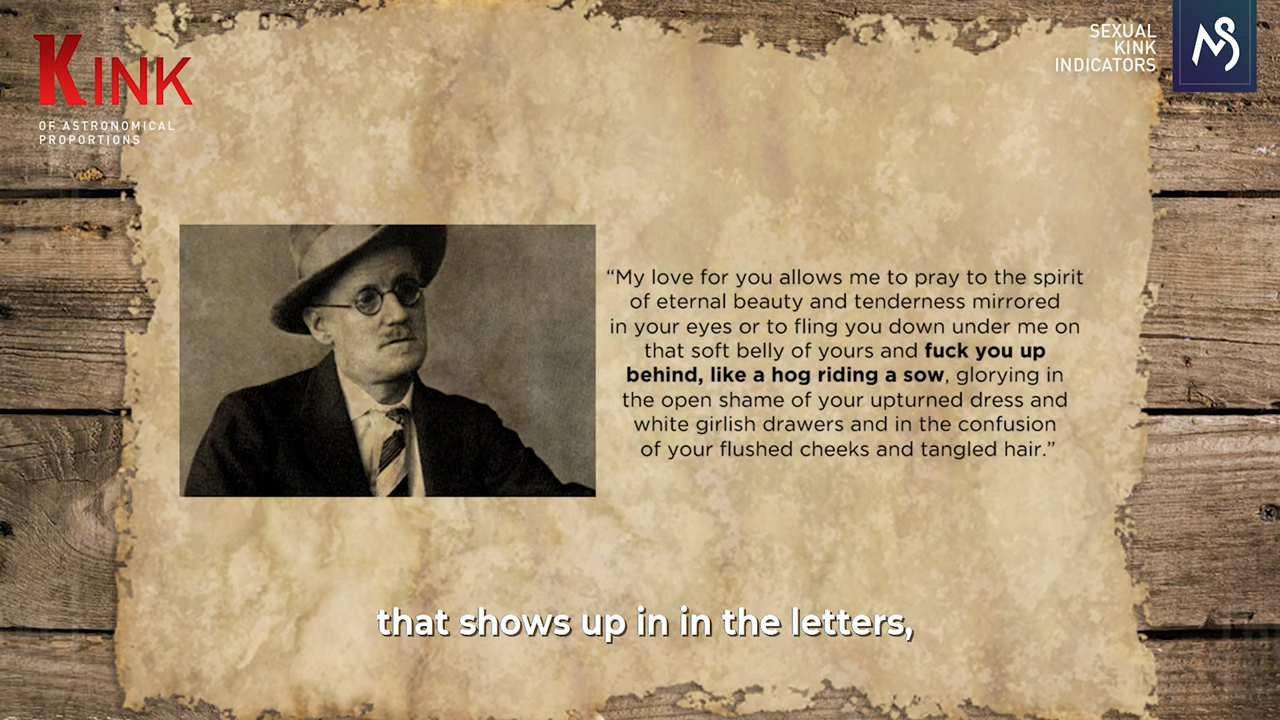 KINK
OF ASTRONOMICAL
PROPORTIONS
SEXUAL
KINK
INDICATORS
“My love for you allows me to pray to the spirit
of eternal beauty and tenderness mirrored
in your eyes or to fling you down under me on
that soft belly of yours and fuck you up
behind, like a hog riding a sow, glorying in
the open shame of your upturned dress and
white girlish drawers and in the confusion
of your flushed cheeks and tangled hair.”
that shows up in in the letters,